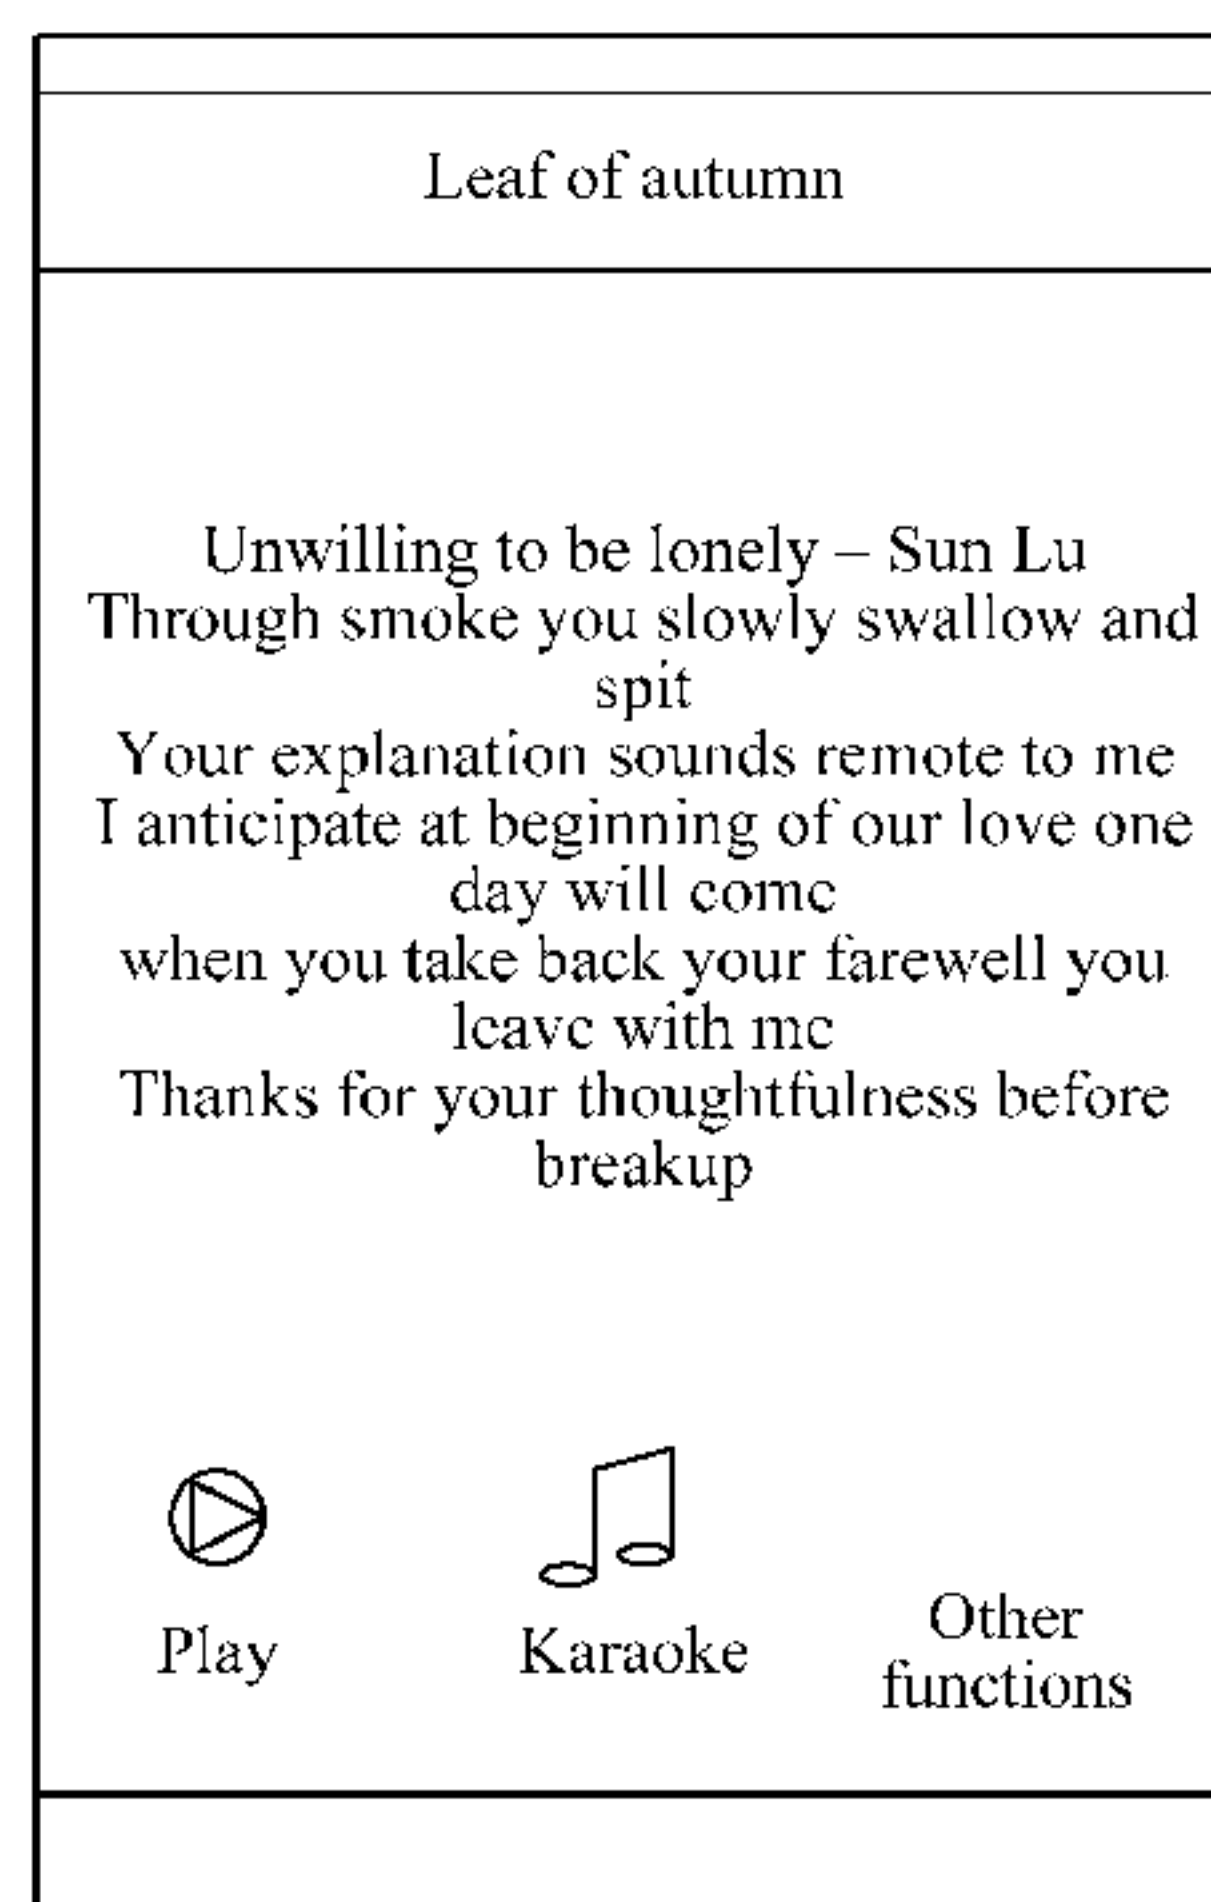 Leaf of autumn
Unwilling to be lonely – Sun Lu
Through smoke you slowly swallow and
spit
Your explanation sounds remote to me
I anticipate at beginning of our love one
day will come
when you take back your farewell you
leave with me
Thanks for your thoughtfulness before
breakup
Play
Karaoke
Other
functions